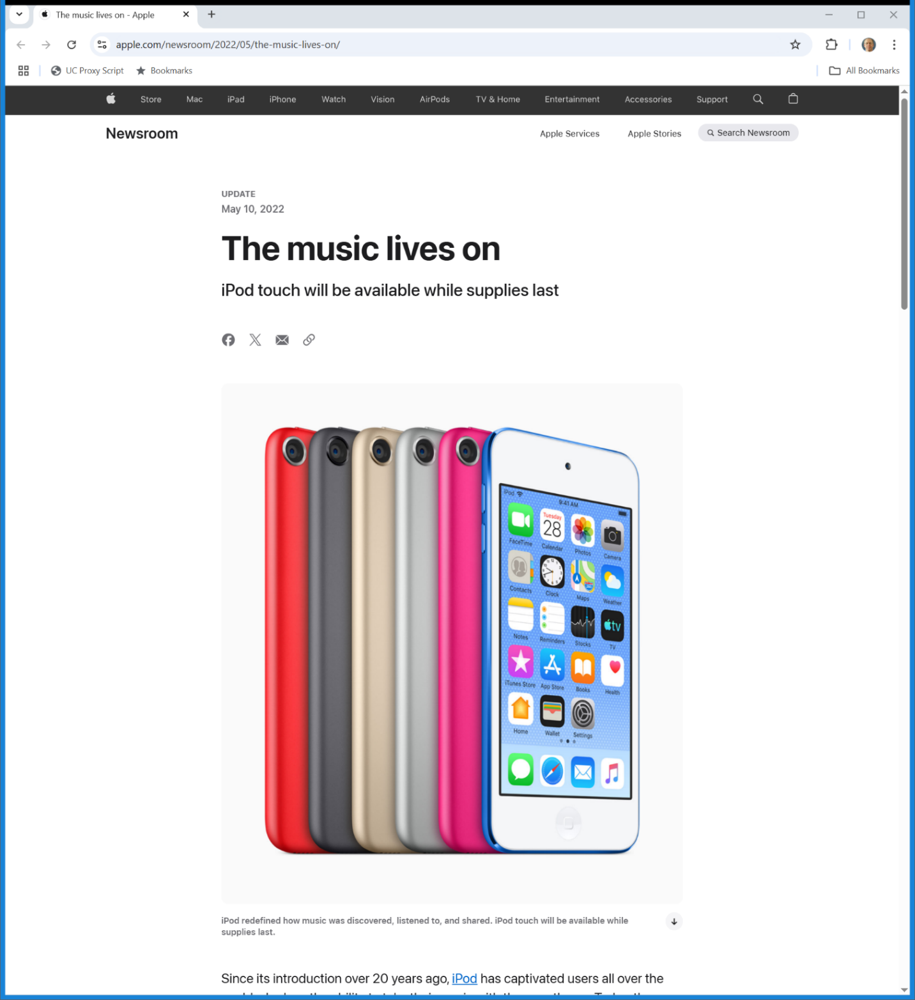 The music lives on - Apple
apple.com/newsroom/2022/05/the-music-lives-on/
UC Proxy Script
Bookmarks
All Bookmarks
Store Mac iPad iPhone Watch Vision AirPods TV & Home Entertainment Accessories Support
Newsroom
Apple Services
Apple Stories
Search Newsroom
UPDATE
May 10, 2022
The music lives on
iPod touch will be available while supplies last
iPod
9:41 AM
Tuesday
28
FaceTime Calendar Photos Camera
Contacts Clock Maps Weather
tv
Notes Reminders Stocks TV
iTunes Store App Store Books Health
Home Wallet Settings
iPod redefined how music was discovered, listened to, and shared. iPod touch will be available while
supplies last.
Since its introduction over 20 years ago, iPod has captivated users all over the